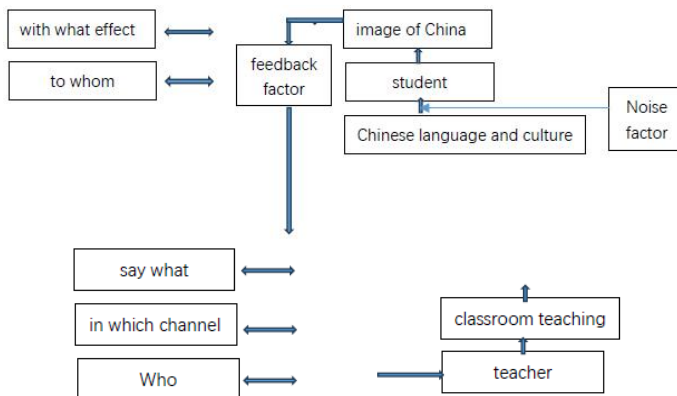 with what effect
image of China
feedback
factor
to whom
student
Noise
factor
Chinese language and culture
say what
in which channel
classroom teaching
Who
teacher